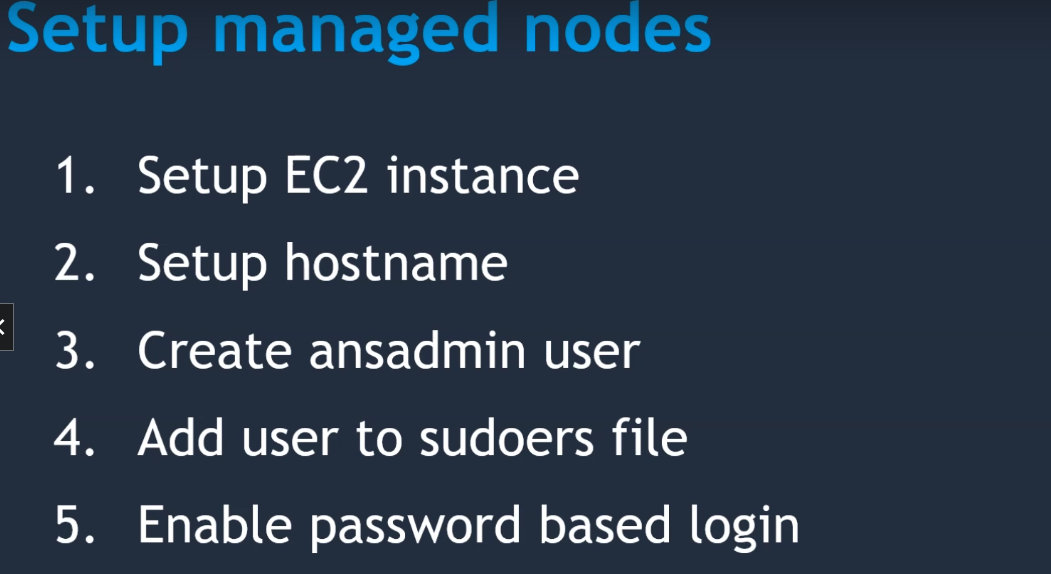 Setup managed nodes
1. Setup EC2 instance
2. Setup hostname
3. Create ansadmin user
4. Add user to sudoers file
5. Enable password based login